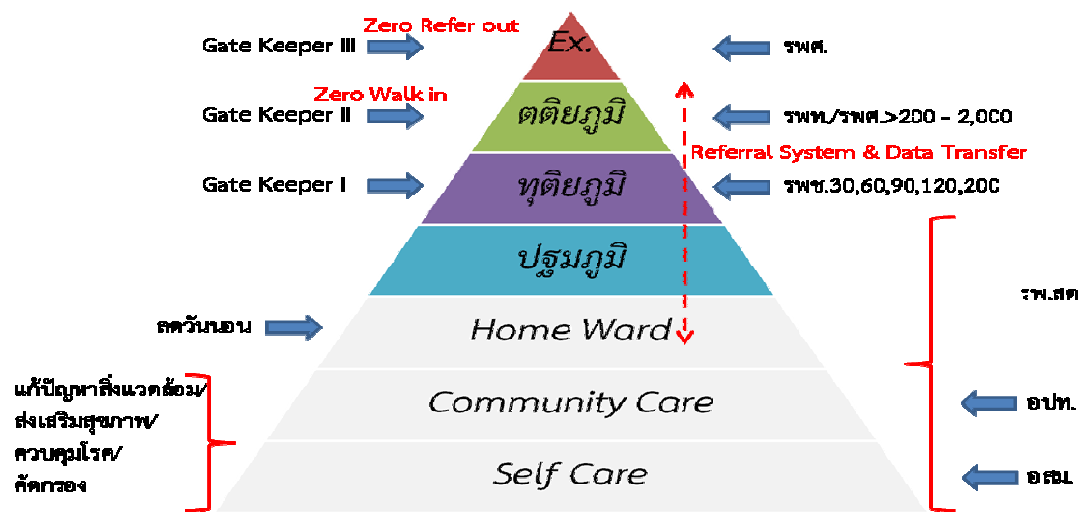 Zero Refer out
Gate Keeper III
Ex.
รพศ.
Zero Walk in
Gate Keeper II
ตติยภูมิ
รพท./รพศ.>200 – 2,000
Referral System & Data Transfer
Gate Keeper I
ทุติยภูมิ
รพช.30,60,90,120,200
ปฐมภูมิ
รพ.สต
ลดวันนอน
Home Ward
แก้ปัญหาสิ่งแวดล้อม/
ส่งเสริมสุขภาพ/
ควบคุมโรค/
คัดกรอง
Community Care
อปท.
Self Care
อสม.